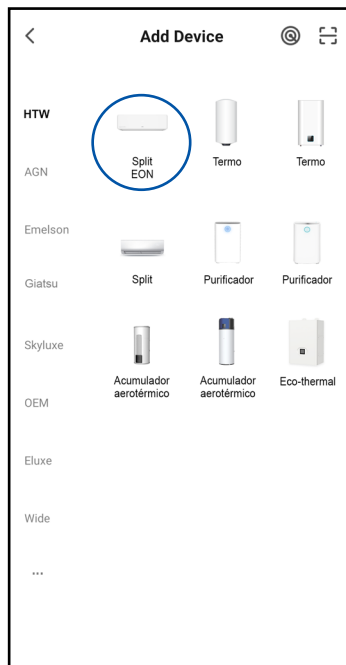 Add Device
HTW
AGN
Emelson
Giatsu
Skyluxe
OEM
Eluxe
Wide
...
Split
EON
Termo
Termo
Split
Purificador
Purificador
Acumulador
aerotérmico
Acumulador
aerotérmico
Eco-thermal